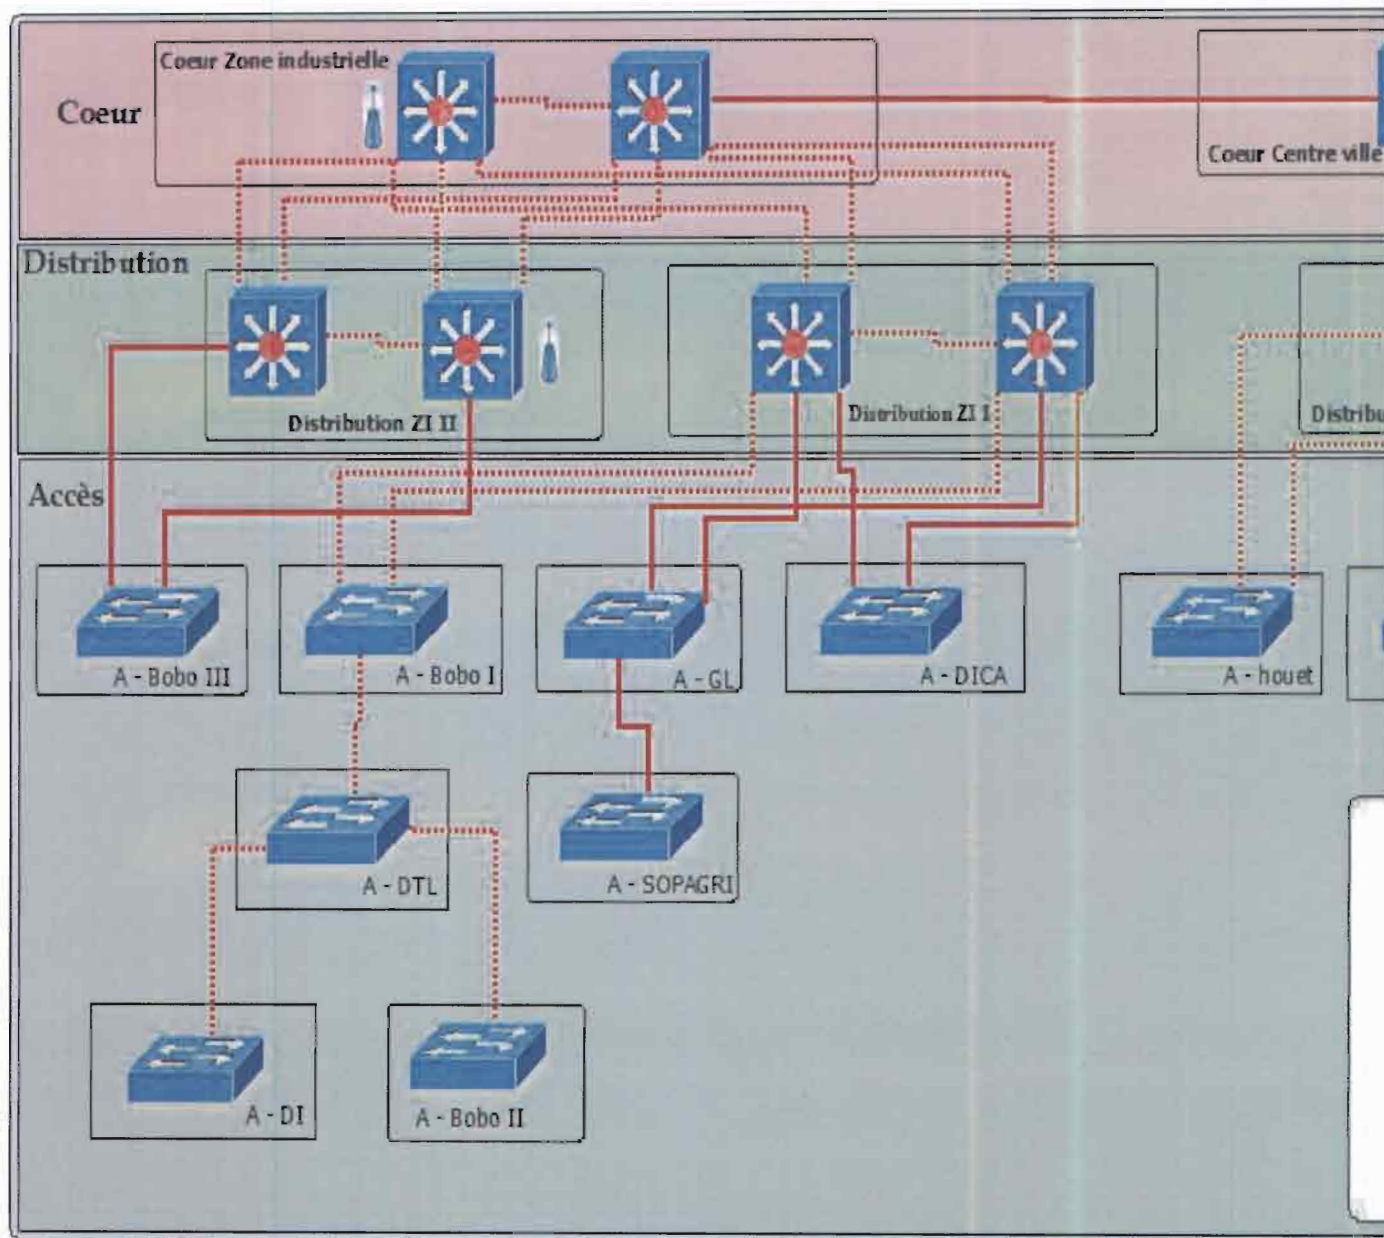 Coeur Zone industrielle
Coeur
Coeur Centre ville
Distribution
Distribution ZI II
Distribution ZI I
Distribu
Accès
A - Bobo III
A - Bobo I
A - GL
A - DICA
A - houet
A - DTL
A - SOPAGRI
A - DI
A - Bobo II